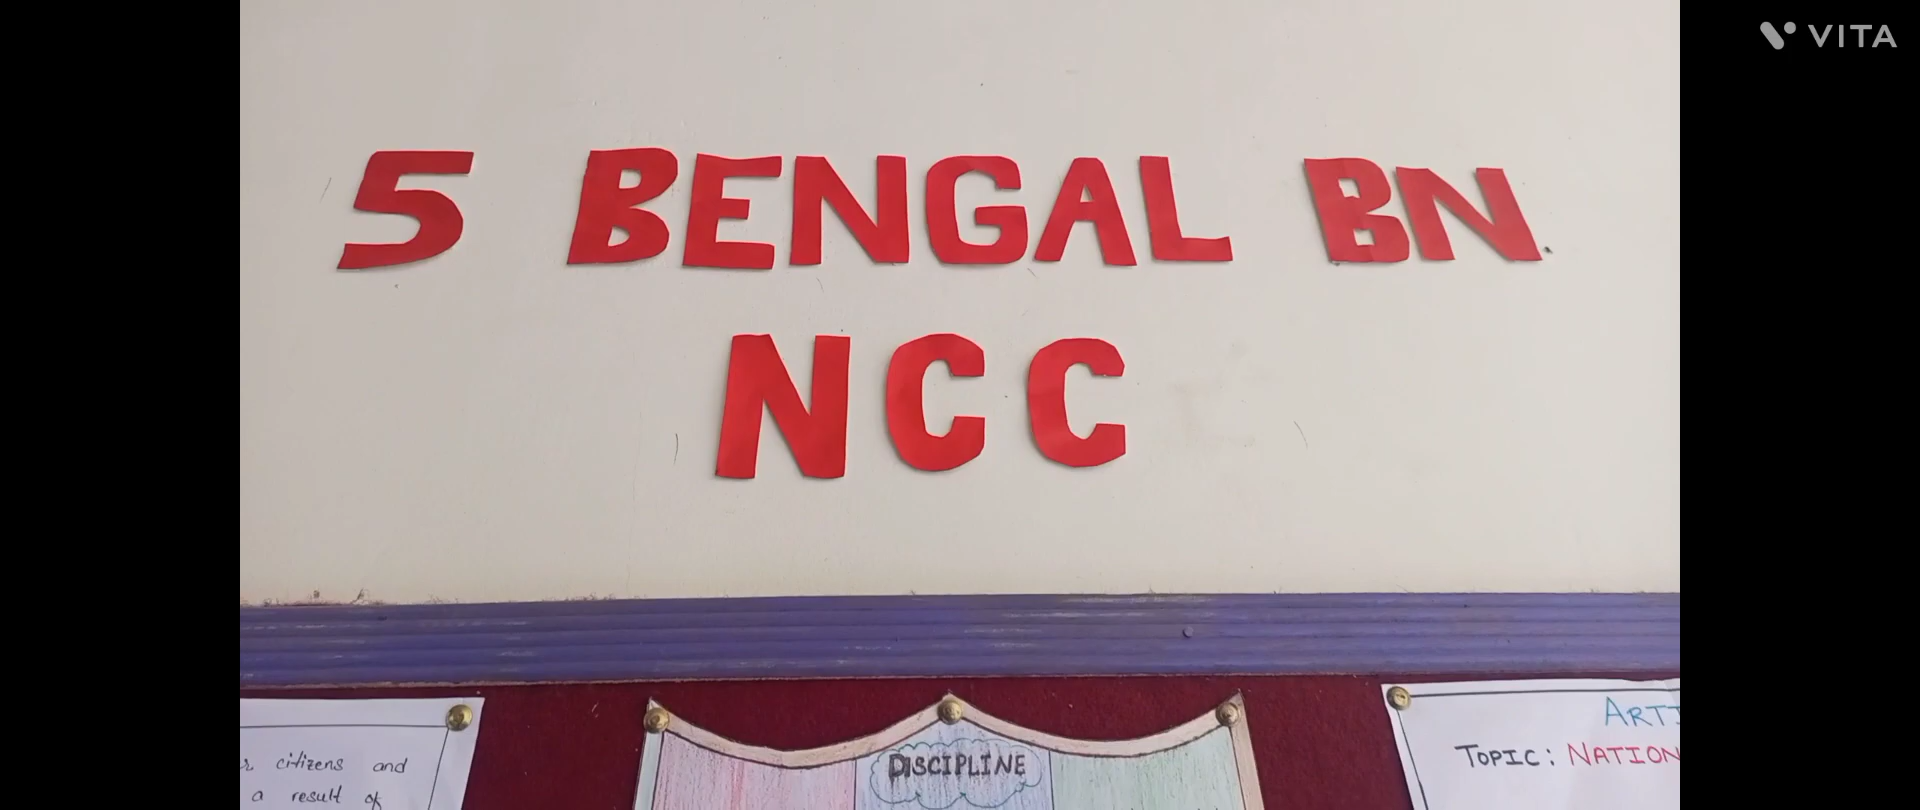 VITA
5 BENGAL BN
NCC
citizens and
a result of
DISCIPLINE
TOPIC: